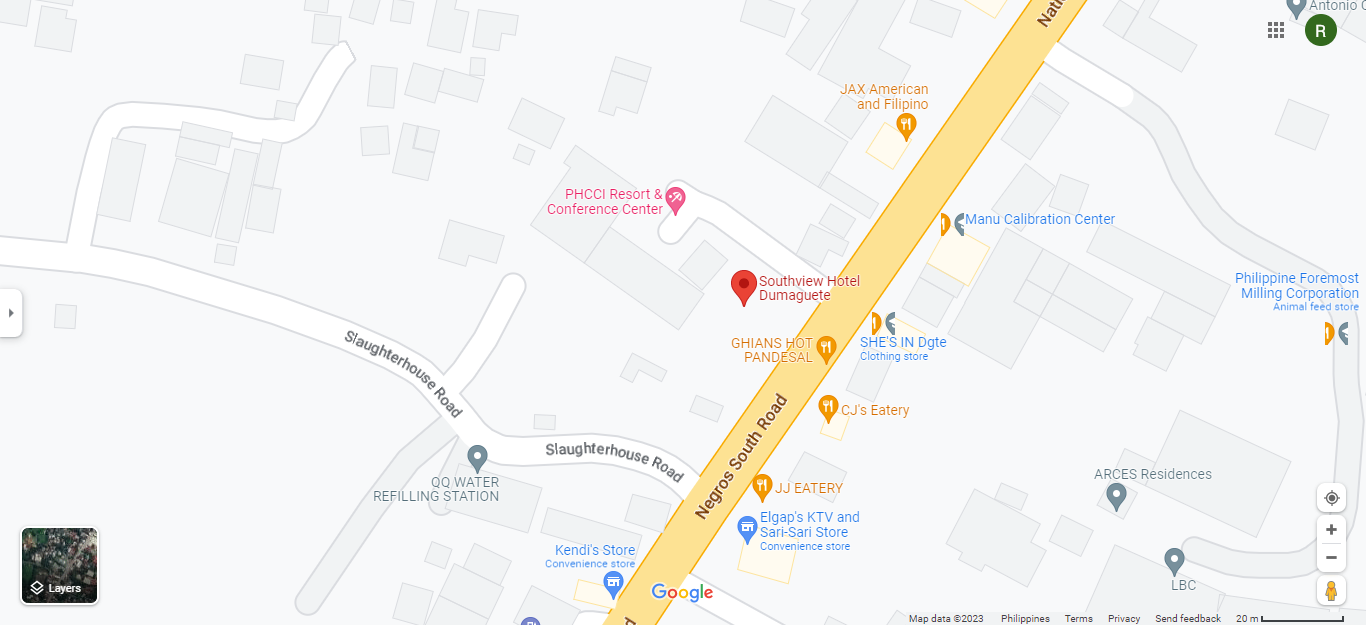 Antonio
R
JAX American
and Filipino
PHCCI Resort &
Conference Center
Manu Calibration Center
Southview Hotel
Dumaguete
Philippine Foremost
Milling Corporation
Animal feed store
GHIANS HOT
PANDESAL
SHE'S IN Dgte
Clothing store
Slaughterhouse Road
CJ's Eatery
Negros South Road
Slaughterhouse Road
QQ WATER
REFILLING STATION
ARCES Residences
JJ EATERY
Elgap's KTV and
Sari-Sari Store
Convenience store
Kendi's Store
Convenience store
LBC
Layers
Google
Map data ©2023 Philippines Terms Privacy Send feedback 20 m